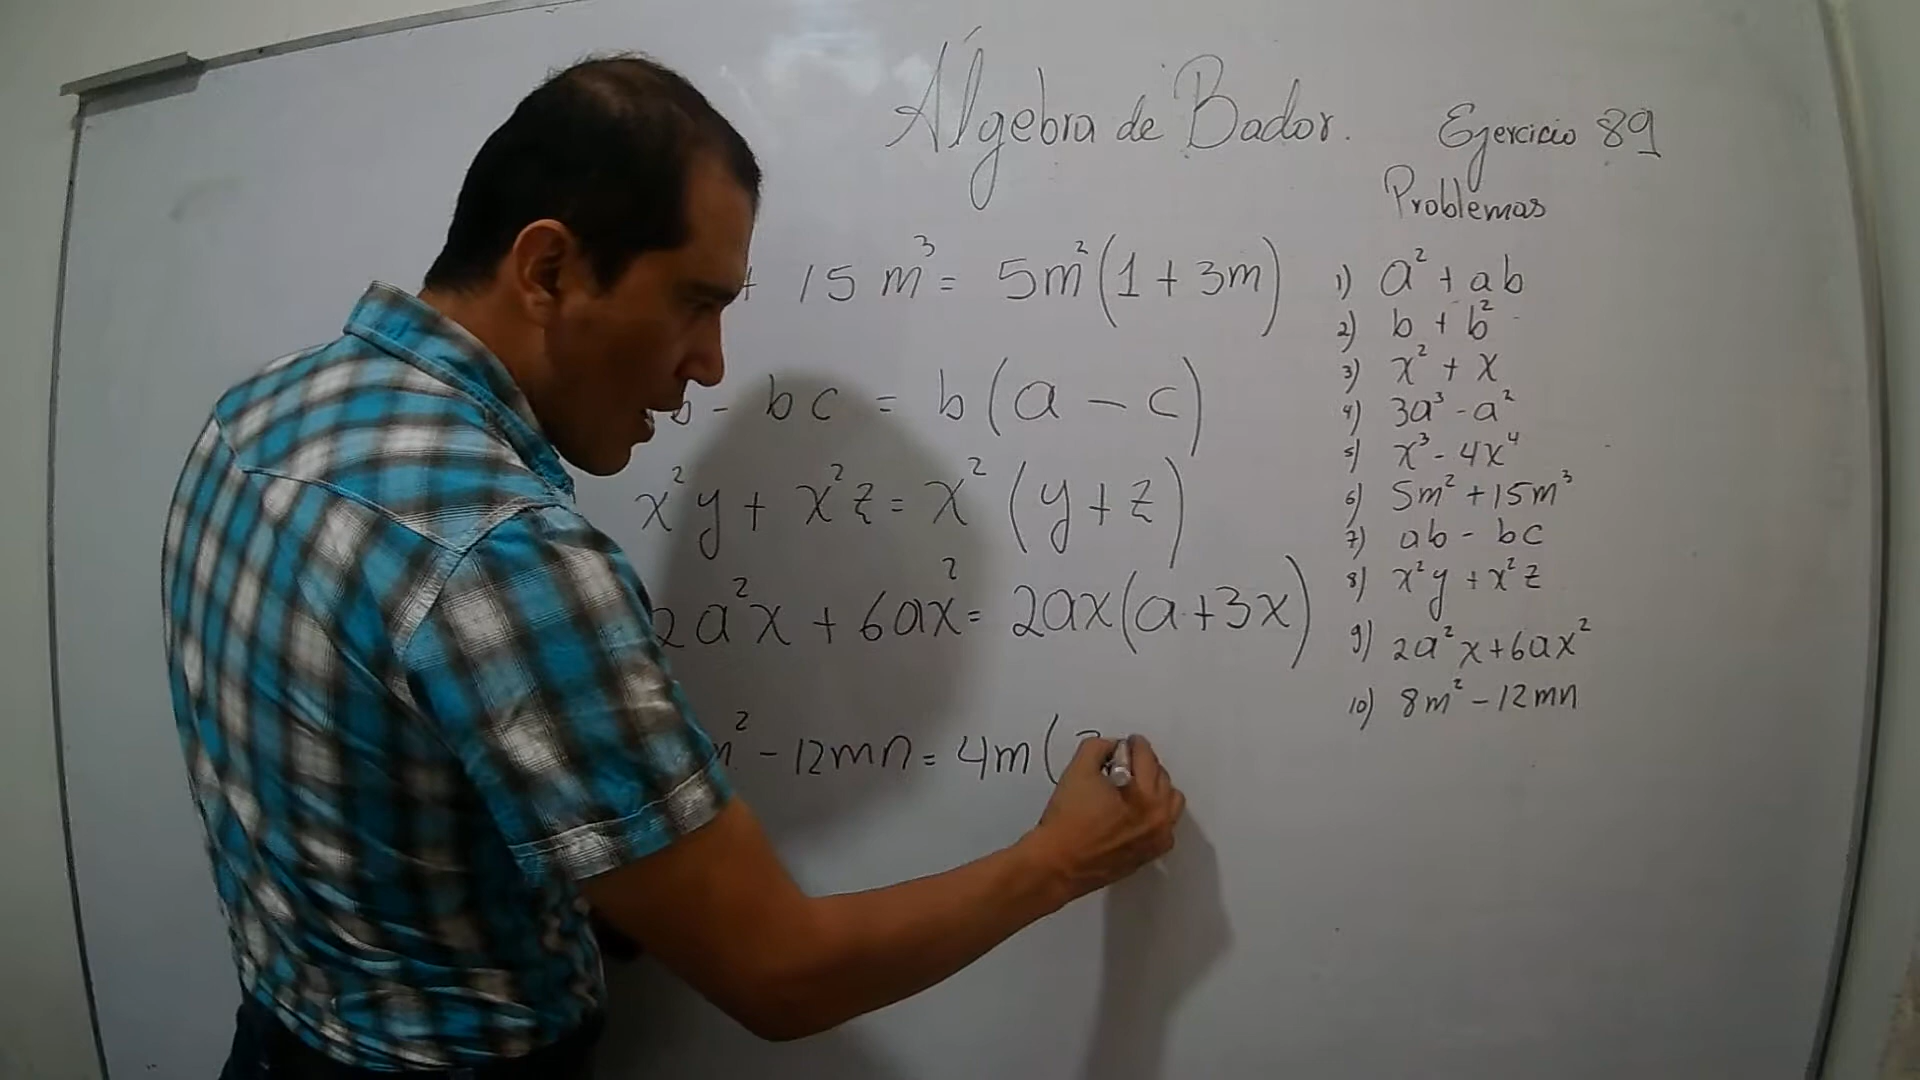 Álgebra de Bador.
Ejercicio 89
Problemas
+ 15 m³ = 5m²(1 + 3m)
b - bc = b(a - c)
x²y + x²z = x²(y + z)
2a²x + 6ax² = 2ax(a + 3x)
m² - 12mn = 4m(
1) a² + ab
2) b + b²
3) x² + x
4) 3a³ - a²
5) x³ - 4x⁴
6) 5m² + 15m³
7) ab - bc
8) x²y + x²z
9) 2a²x + 6ax²
10) 8m² - 12mn